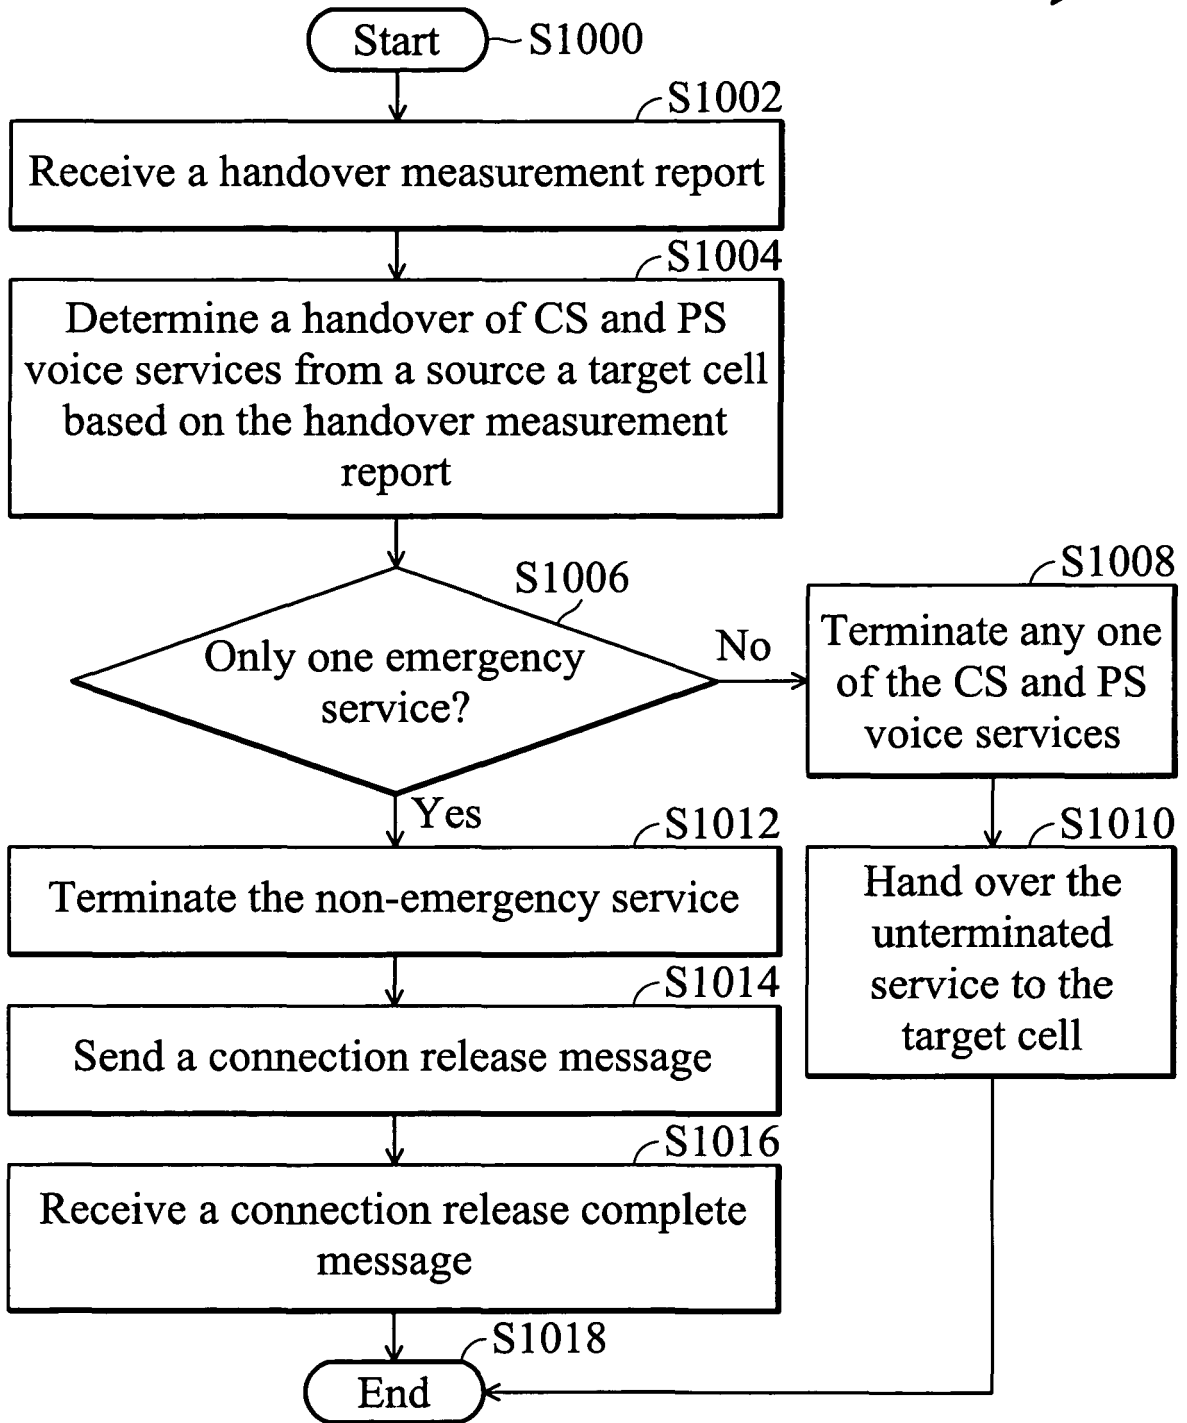 Start
S1000
S1002
Receive a handover measurement report
S1004
Determine a handover of CS and PS
voice services from a source a target cell
based on the handover measurement
report
S1006
Only one emergency
service?
No
S1008
Terminate any one
of the CS and PS
voice services
Yes
S1010
Hand over the
unterminated
service to the
target cell
S1012
Terminate the non-emergency service
S1014
Send a connection release message
S1016
Receive a connection release complete
message
S1018
End